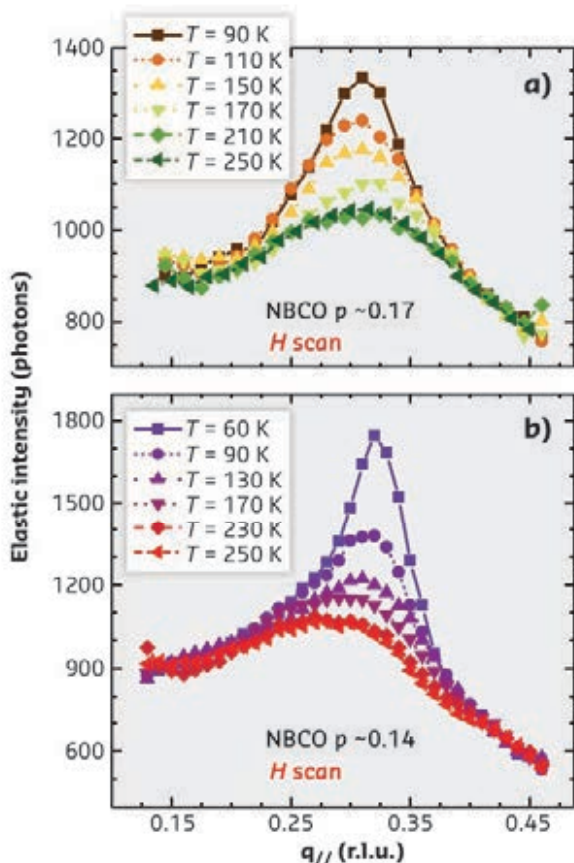 T = 90 K
T = 110 K
T = 150 K
T = 170 K
T = 210 K
T = 250 K
a)
1400
1200
1000
800
NBCO p ~0.17
H scan
Elastic intensity (photons)
T = 60 K
T = 90 K
T = 130 K
T = 170 K
T = 230 K
T = 250 K
b)
1800
1500
1200
900
600
NBCO p ~0.14
H scan
0.15 0.25 0.35 0.45
q// (r.l.u.)